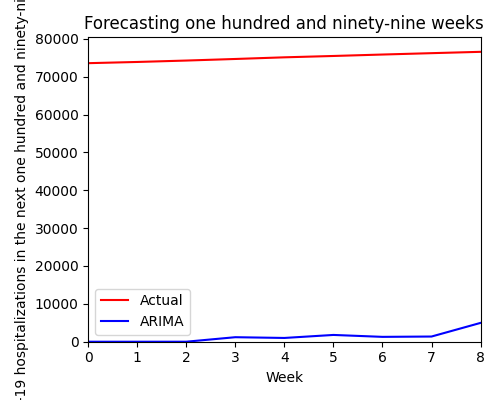 Forecasting one hundred and ninety-nine weeks
-19 hospitalizations in the next one hundred and ninety-ni
80000
70000
60000
50000
40000
30000
20000
10000
0
Actual
ARIMA
0 1 2 3 4 5 6 7 8
Week